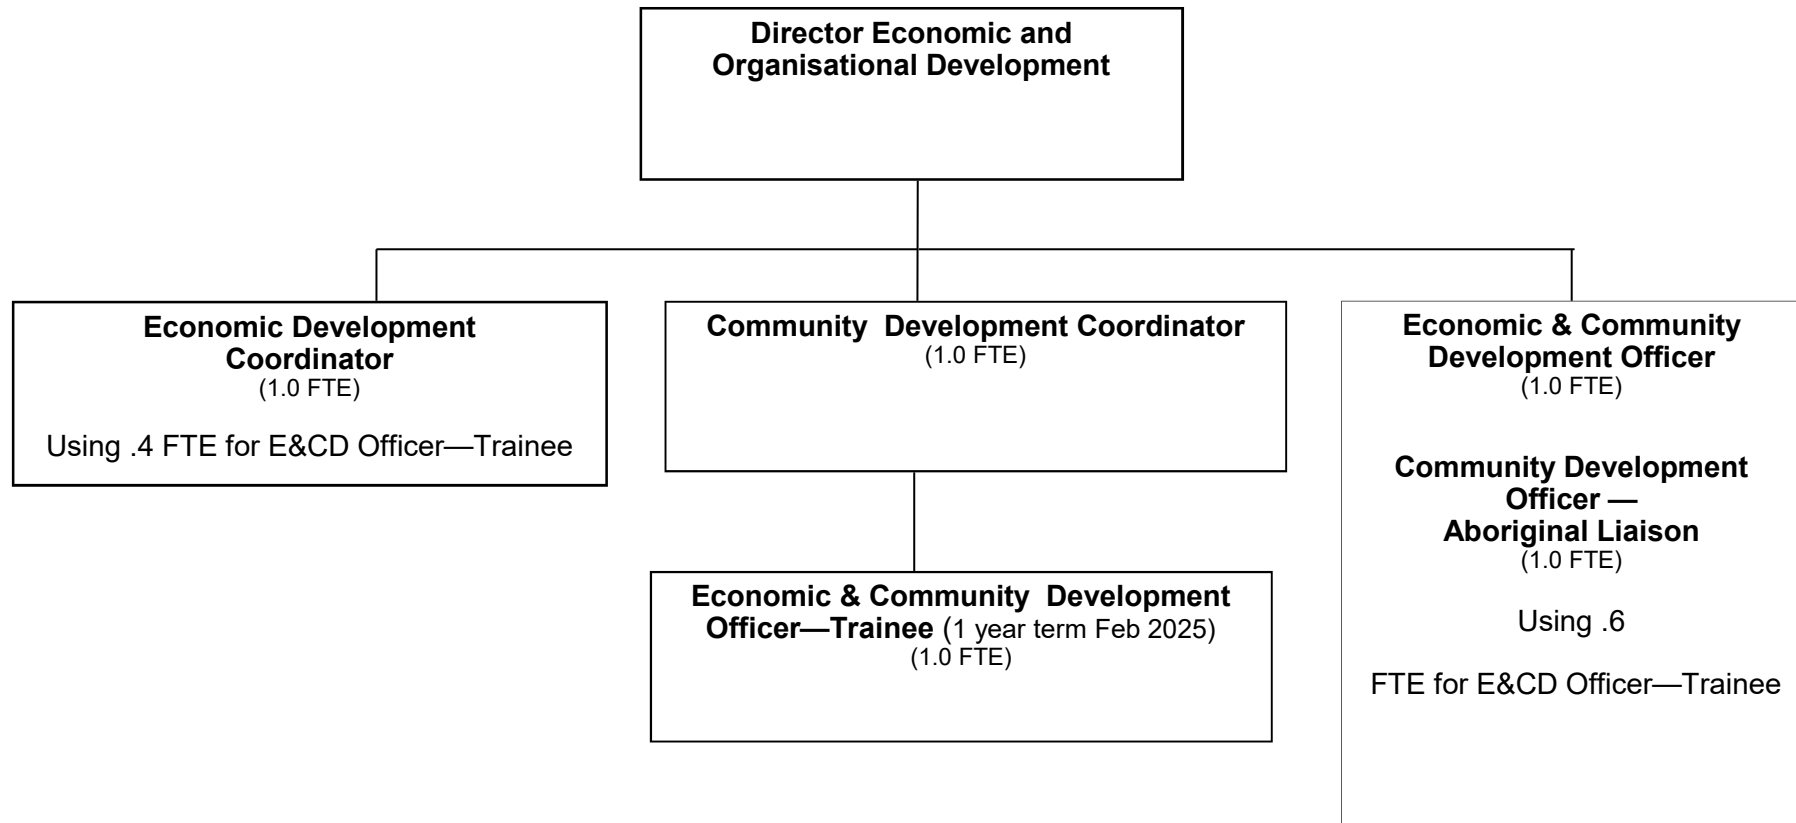 Director Economic and
Organisational Development
Economic Development
Coordinator
(1.0 FTE)
Using .4 FTE for E&CD Officer—Trainee
Community  Development Coordinator
(1.0 FTE)
Economic & Community  Development
Officer—Trainee (1 year term Feb 2025)
(1.0 FTE)
Economic & Community
Development Officer
(1.0 FTE)
Community Development
Officer —
Aboriginal Liaison
(1.0 FTE)
Using .6
FTE for E&CD Officer—Trainee